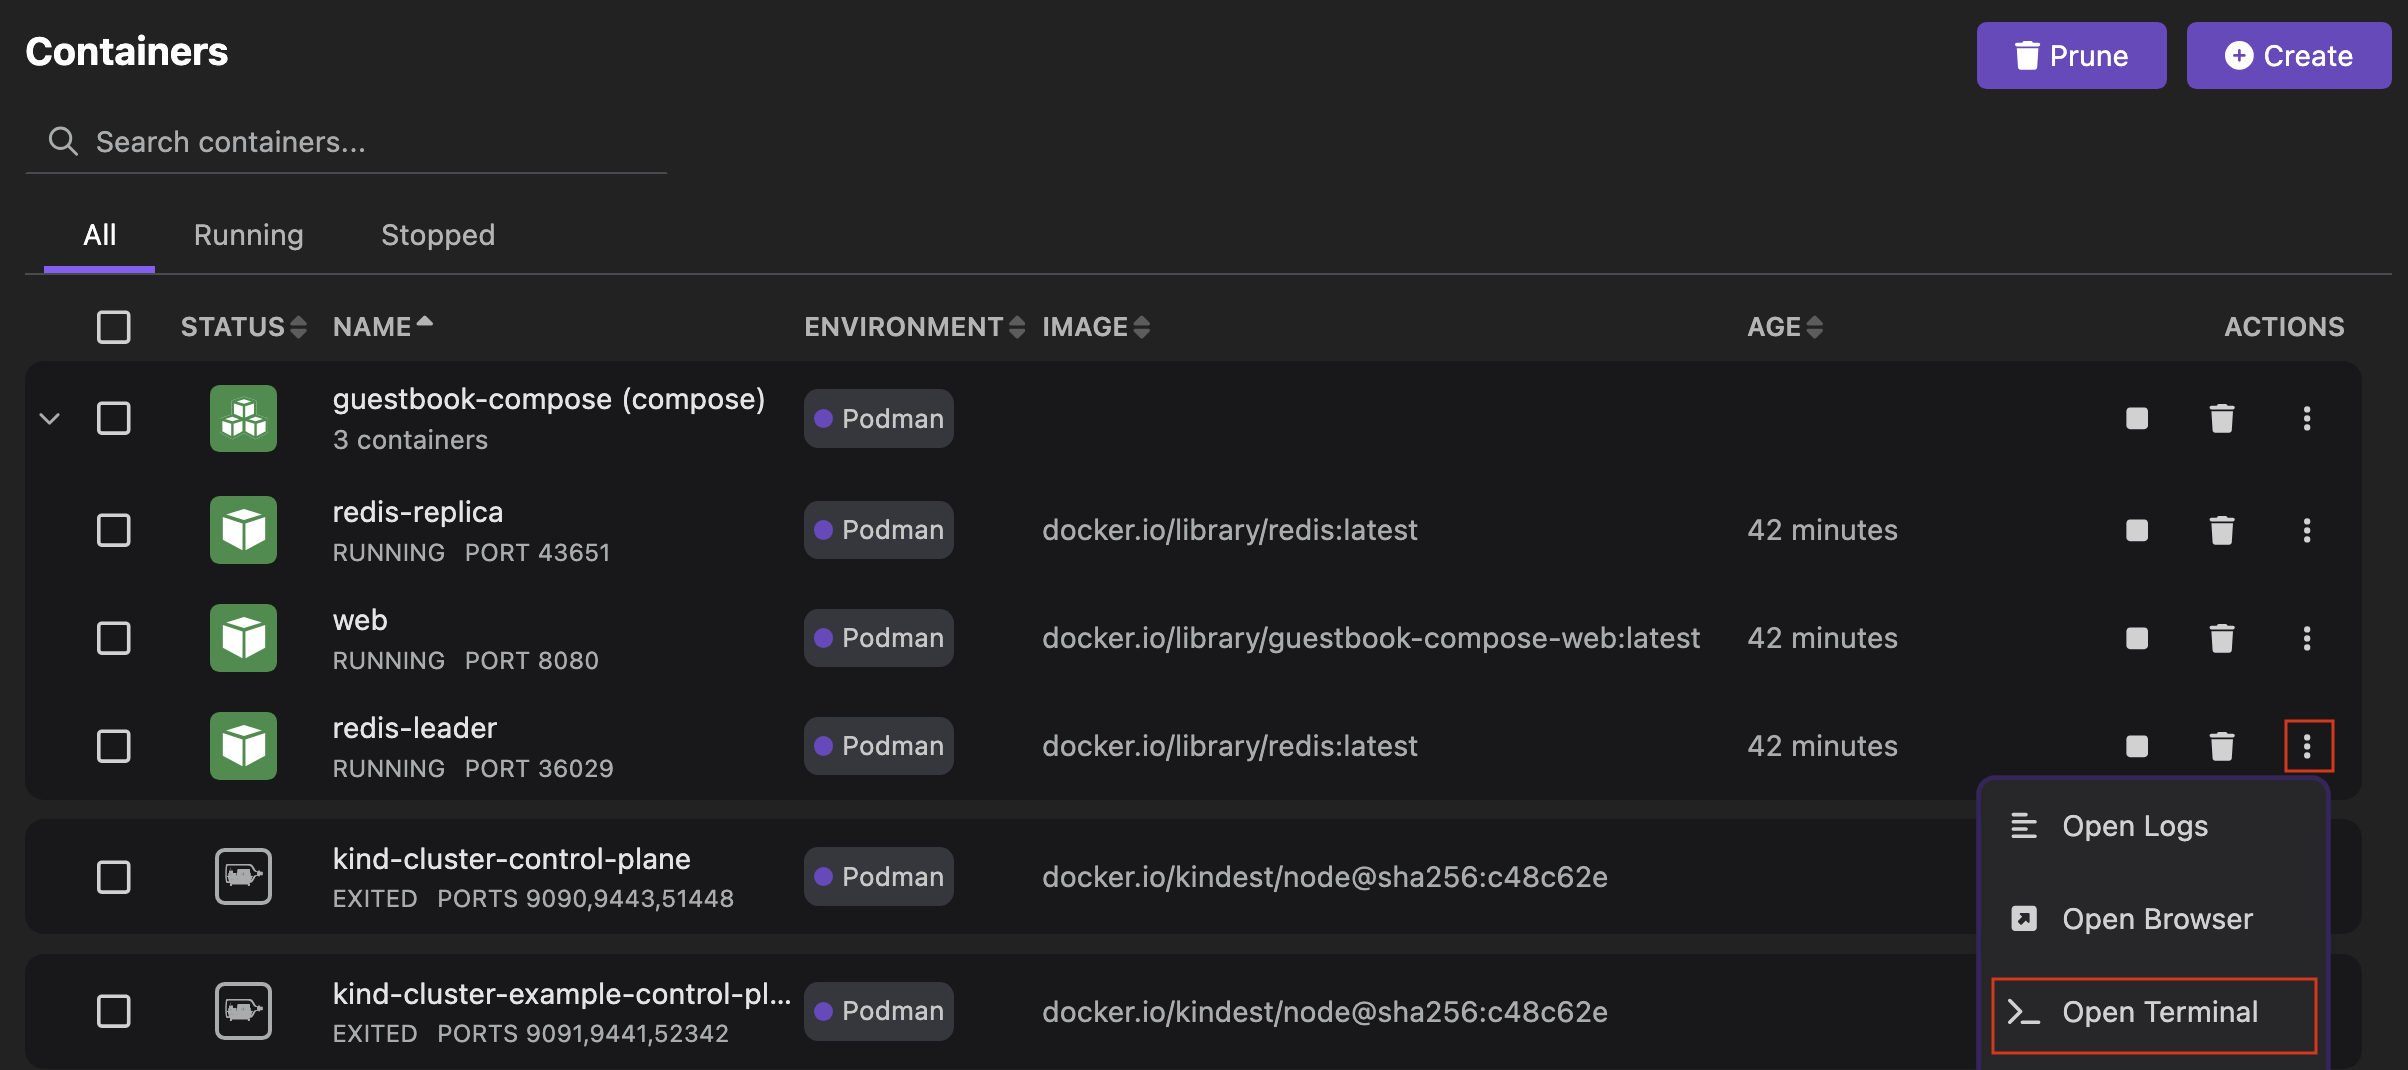 Containers
Prune
Create
Search containers...
All
Running
Stopped
STATUS NAME ENVIRONMENT IMAGE AGE ACTIONS
guestbook-compose (compose)
3 containers
Podman
redis-replica
RUNNING PORT 43651
Podman
docker.io/library/redis:latest
42 minutes
web
RUNNING PORT 8080
Podman
docker.io/library/guestbook-compose-web:latest
42 minutes
redis-leader
RUNNING PORT 36029
Podman
docker.io/library/redis:latest
42 minutes
Open Logs
Open Browser
Open Terminal
kind-cluster-control-plane
EXITED PORTS 9090,9443,51448
Podman
docker.io/kindest/node@sha256:c48c62e
kind-cluster-example-control-pl...
EXITED PORTS 9091,9441,52342
Podman
docker.io/kindest/node@sha256:c48c62e